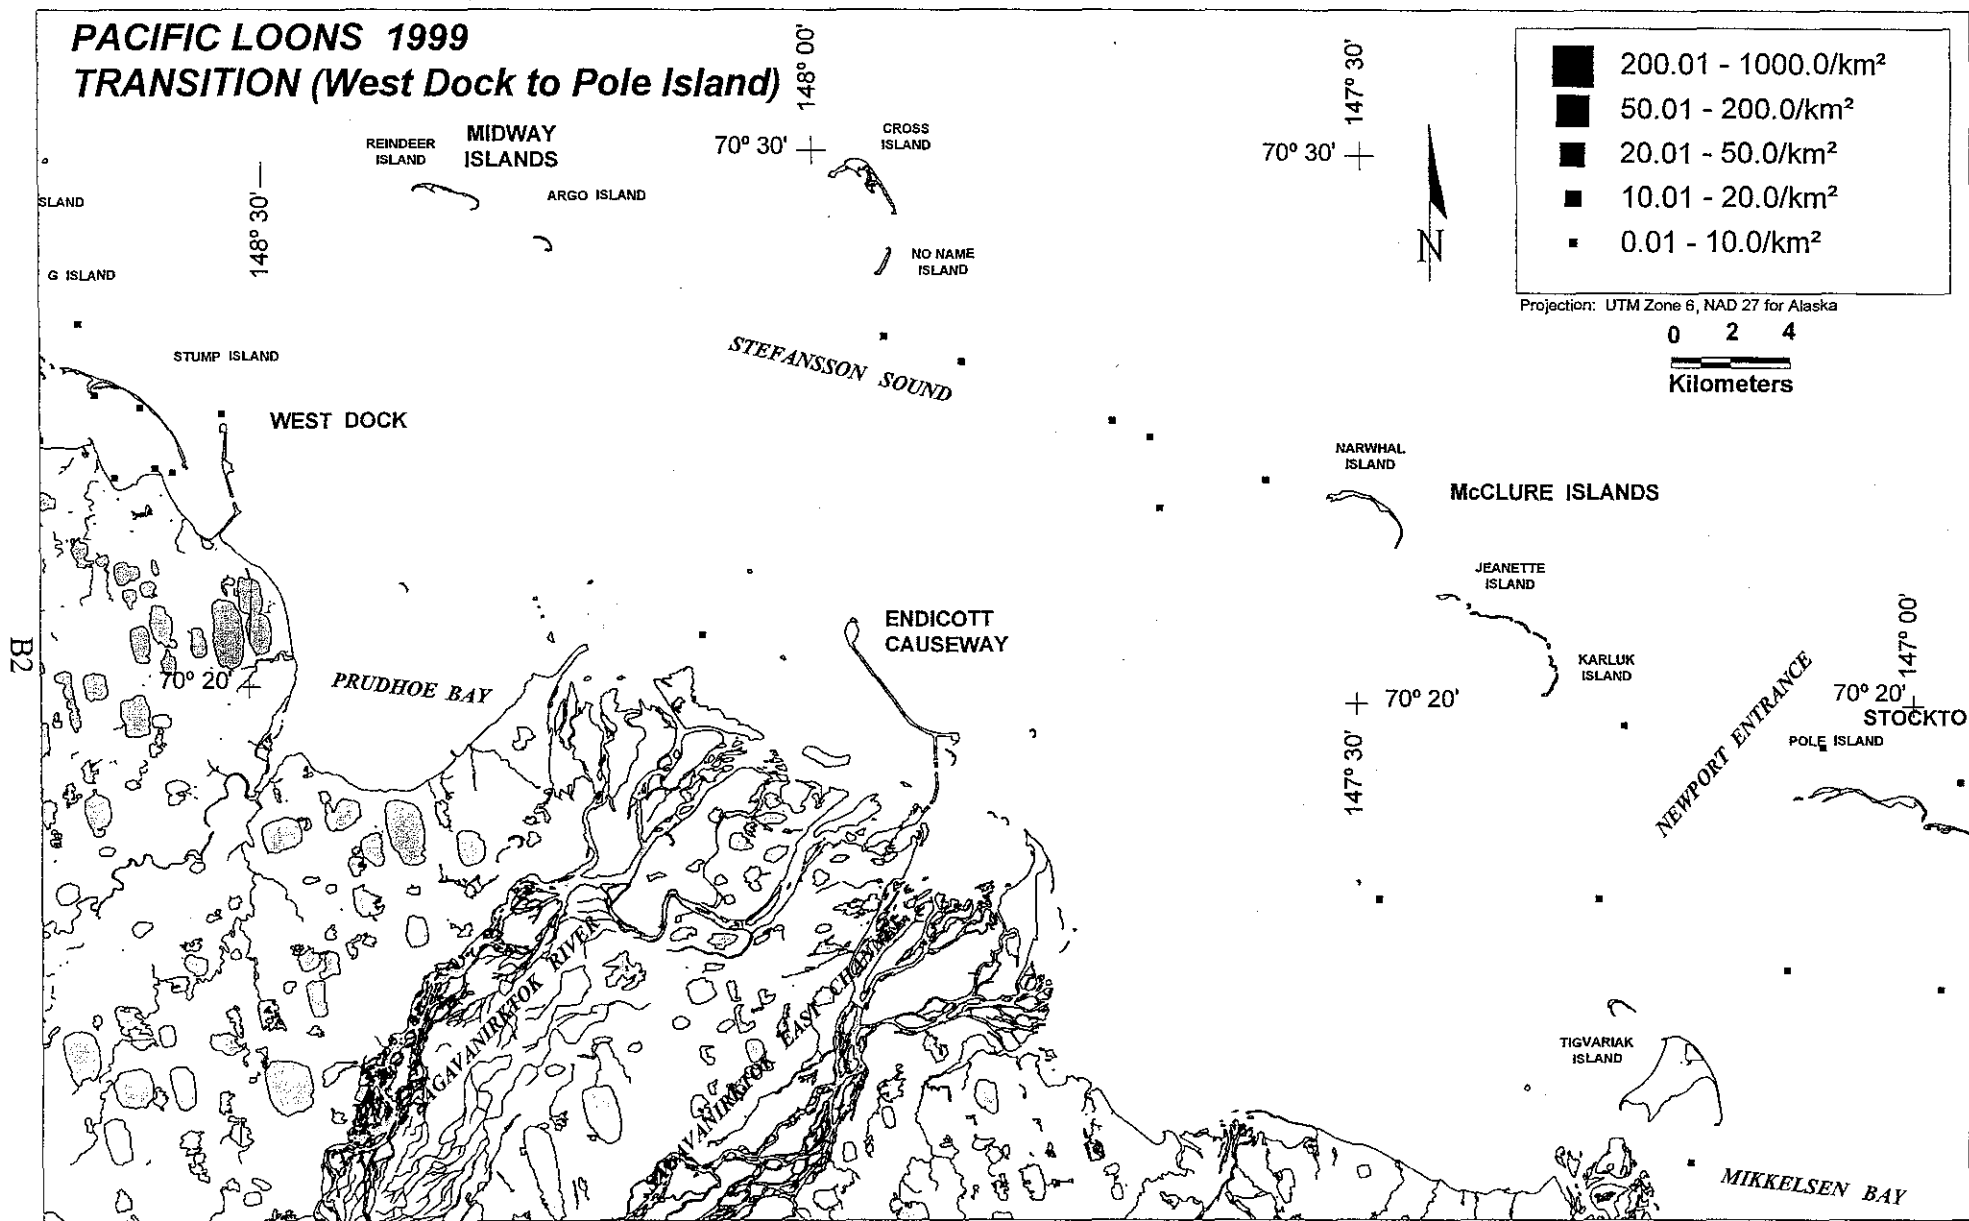 PACIFIC LOONS 1999
TRANSITION (West Dock to Pole Island)
148° 00'
147° 30'
200.01 - 1000.0/km²
50.01 - 200.0/km²
20.01 - 50.0/km²
10.01 - 20.0/km²
0.01 - 10.0/km²
Projection: UTM Zone 6, NAD 27 for Alaska
0 2 4
Kilometers
N
REINDEER
ISLAND
MIDWAY
ISLANDS
70° 30'
CROSS
ISLAND
70° 30'
ARGO ISLAND
SLAND
148° 30'
G ISLAND
NO NAME
ISLAND
STUMP ISLAND
STEFANSSON SOUND
WEST DOCK
NARWHAL
ISLAND
McCLURE ISLANDS
JEANETTE
ISLAND
ENDICOTT
CAUSEWAY
KARLUK
ISLAND
147° 00'
B2
70° 20'
PRUDHOE BAY
70° 20'
147° 30'
NEWPORT ENTRANCE
70° 20'
STOCKTO
POLE ISLAND
AGAVANIRKTOK RIVER
AGAVANIRKTOK EAST CHANNEL
TIGVARIAK
ISLAND
MIKKELSEN BAY